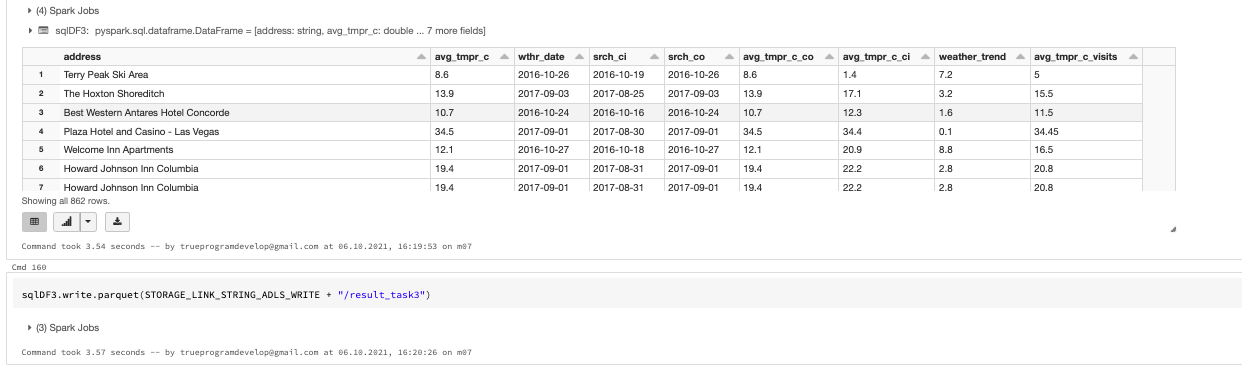 (4) Spark Jobs
sqlDF3: pyspark.sql.dataframe.DataFrame = [address: string, avg_tmpr_c: double ... 7 more fields]
address avg_tmpr_c wthr_date srch_ci srch_co avg_tmpr_c_co avg_tmpr_c_ci weather_trend avg_tmpr_c_visits
1 Terry Peak Ski Area 8.6 2016-10-26 2016-10-19 2016-10-26 8.6 1.4 7.2 5
2 The Hoxton Shoreditch 13.9 2017-09-03 2017-08-25 2017-09-03 13.9 17.1 3.2 15.5
3 Best Western Antares Hotel Concorde 10.7 2016-10-24 2016-10-16 2016-10-24 10.7 12.3 1.6 11.5
4 Plaza Hotel and Casino - Las Vegas 34.5 2017-09-01 2017-08-30 2017-09-01 34.5 34.4 0.1 34.45
5 Welcome Inn Apartments 12.1 2016-10-27 2016-10-18 2016-10-27 12.1 20.9 8.8 16.5
6 Howard Johnson Inn Columbia 19.4 2017-09-01 2017-08-31 2017-09-01 19.4 22.2 2.8 20.8
7 Howard Johnson Inn Columbia 19.4 2017-09-01 2017-08-31 2017-09-01 19.4 22.2 2.8 20.8
Showing all 862 rows.
Command took 3.54 seconds -- by trueprogramdevelop@gmail.com at 06.10.2021, 16:19:53 on m07
Cmd 160
sqlDF3.write.parquet(STORAGE_LINK_STRING_ADLS_WRITE + "/result_task3")
(3) Spark Jobs
Command took 3.57 seconds -- by trueprogramdevelop@gmail.com at 06.10.2021, 16:20:26 on m07